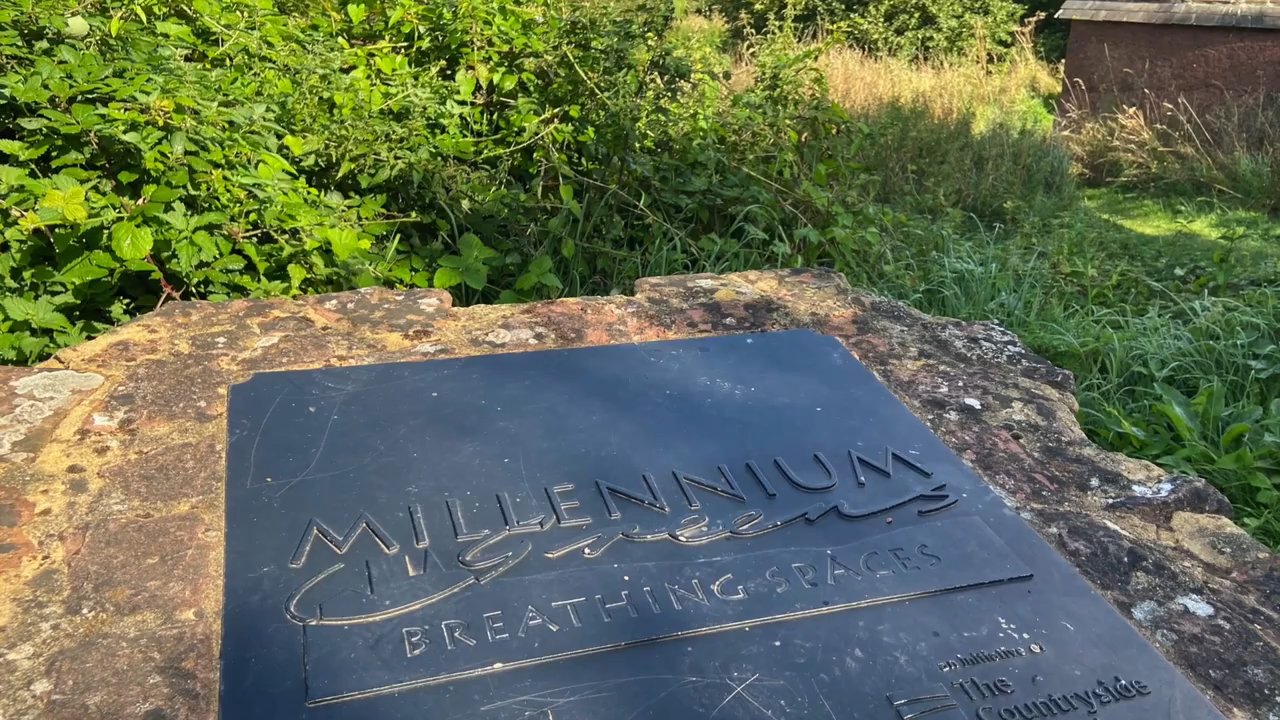 MILLENNIUM
Greens
BREATHING SPACES
an initiative of
The
Countryside